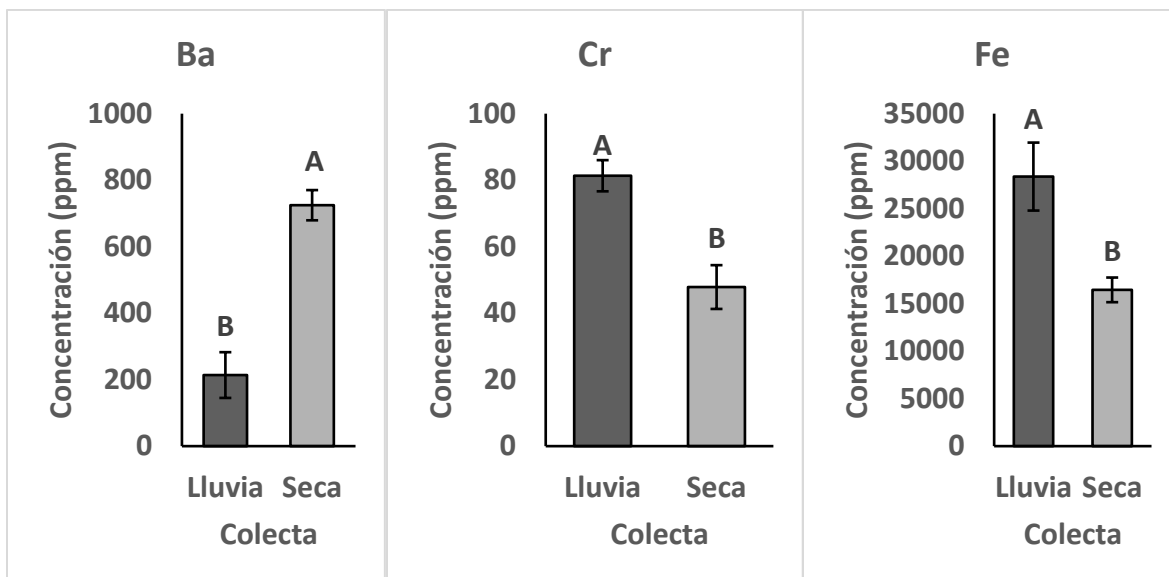 Ba
Concentración (ppm)
1000
800
600
400
200
0
B
A
Lluvia Seca
Colecta
Cr
Concentración (ppm)
100
80
60
40
20
0
A
B
Lluvia Seca
Colecta
Fe
Concentración (ppm)
35000
30000
25000
20000
15000
10000
5000
0
A
B
Lluvia Seca
Colecta